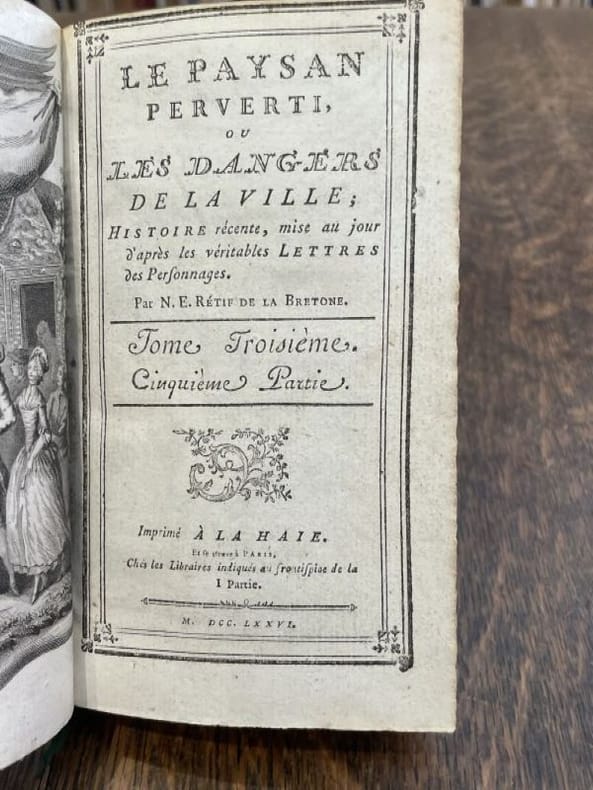 LE PAYSAN
PERVERTI,
OU
LES DANGERS
DE LA VILLE;
HISTOIRE récente, mise au jour
d'après les véritables LETTRES
des Perſonnages.
Par N. E. RÉTIF DE LA BRETONE.
Tome Troisième.
Cinquième Partie.
Imprimé À LA HAIE.
Et ſe trouve à PARIS,
Chés les Libraires indiqués au frontiſpice de la
I Partie.
M. DCC. LXXVI.